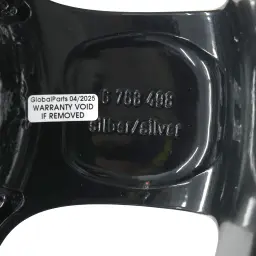 6 768 498
silber/silver
GlobalParts 04/2025
WARRANTY VOID
IF REMOVED